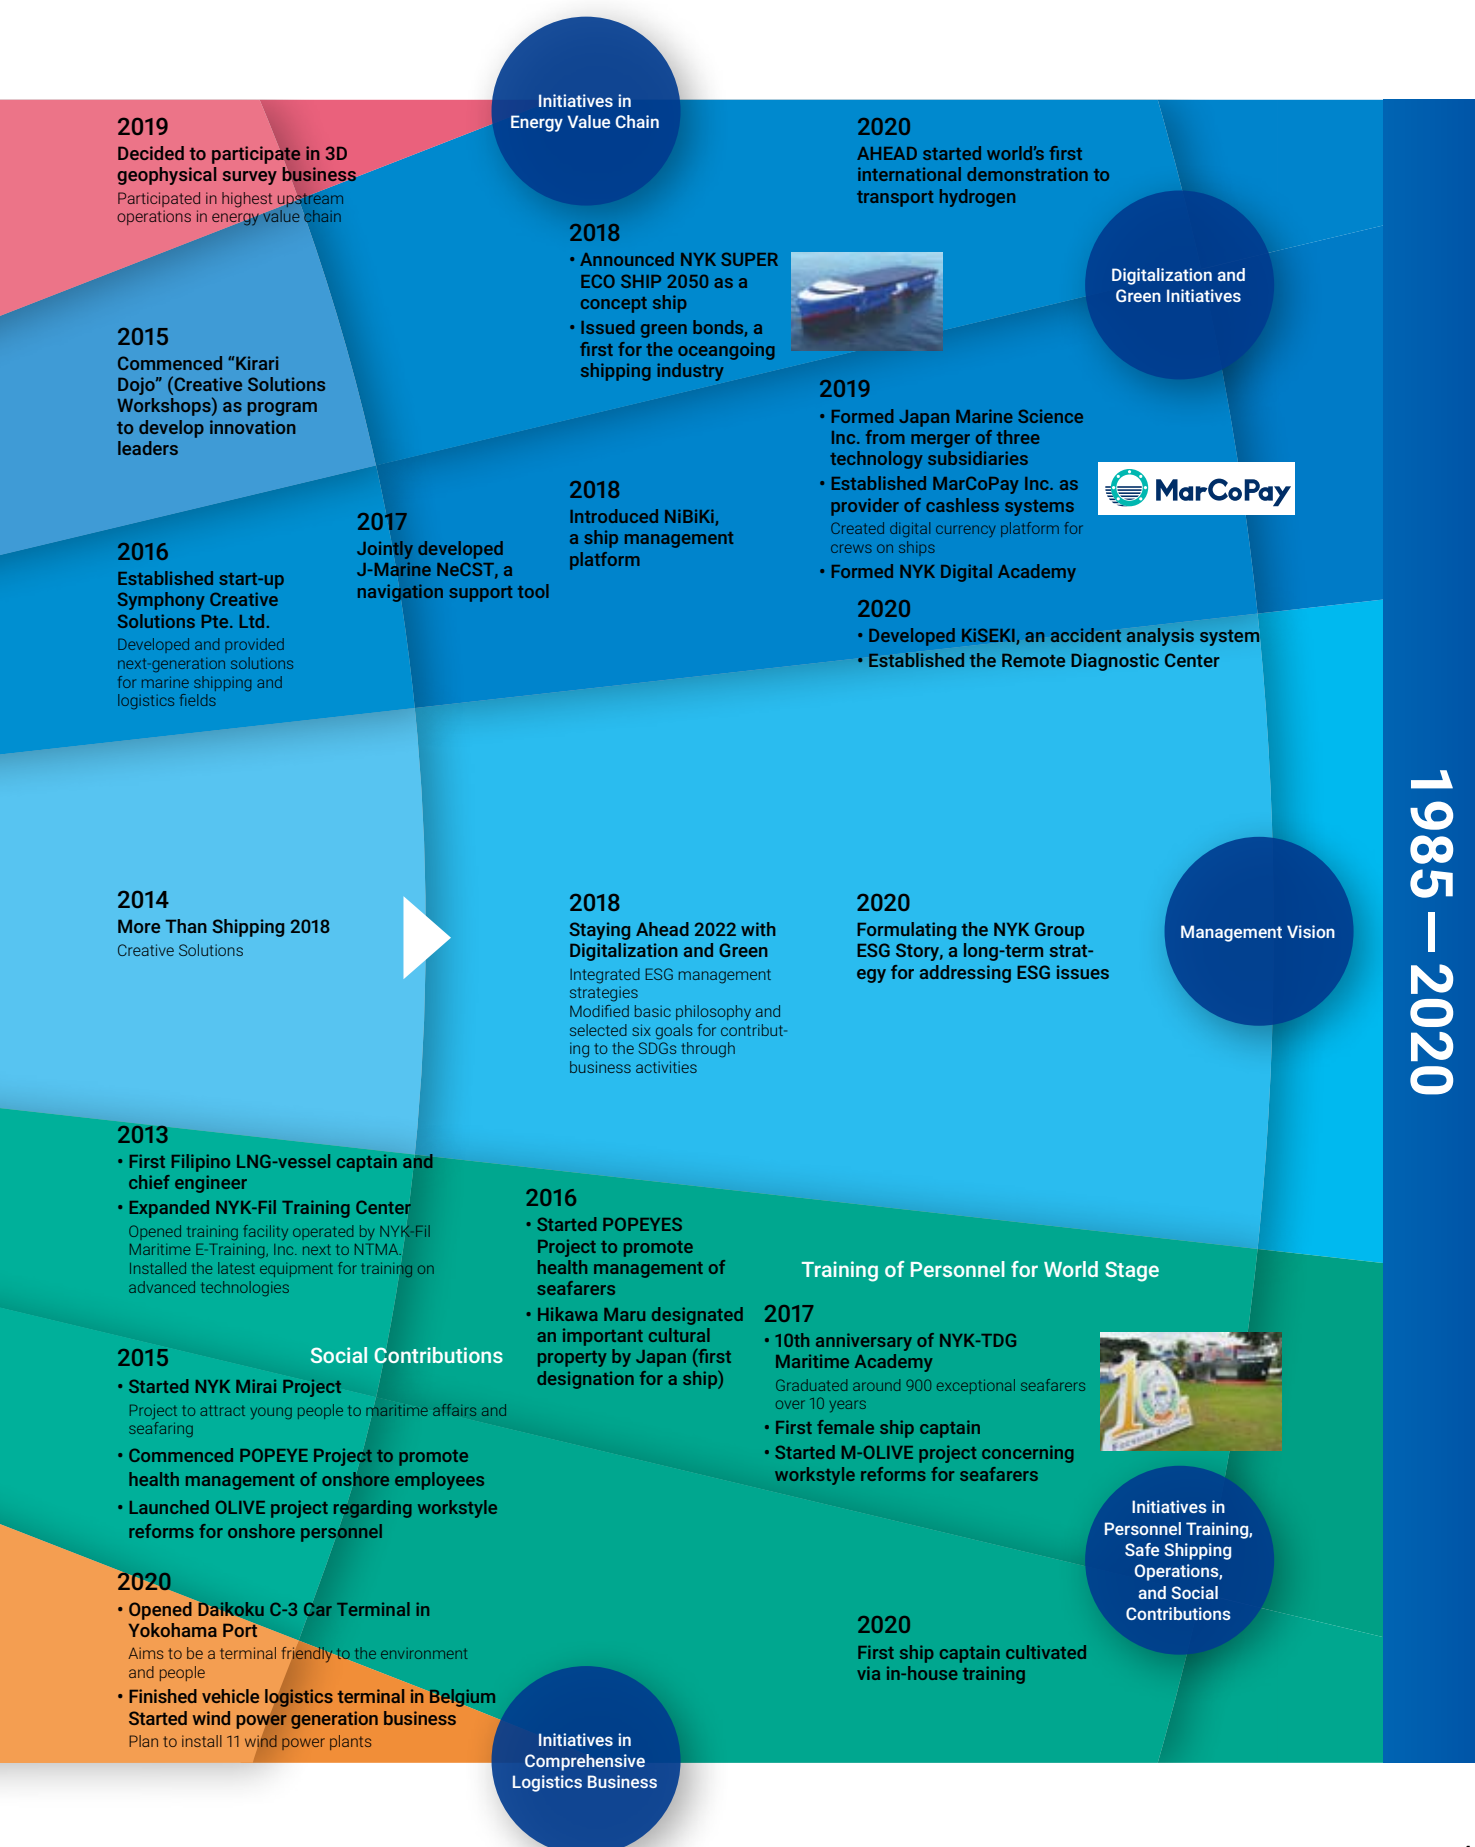 Initiatives in
Energy Value Chain
2019
Decided to participate in 3D
geophysical survey business
Participated in highest upstream
operations in energy value chain
2020
AHEAD started world's first
international demonstration to
transport hydrogen
2018
• Announced NYK SUPER
ECO SHIP 2050 as a
concept ship
• Issued green bonds, a
first for the oceangoing
shipping industry
Digitalization and
Green Initiatives
2015
Commenced “Kirari
Dojo” (Creative Solutions
Workshops) as program
to develop innovation
leaders
2019
• Formed Japan Marine Science
Inc. from merger of three
technology subsidiaries
• Established MarCoPay Inc. as
provider of cashless systems
Created digital currency platform for
crews on ships
• Formed NYK Digital Academy
MarCoPay
2016
Established start-up
Symphony Creative
Solutions Pte. Ltd.
Developed and provided
next-generation solutions
for marine shipping and
logistics fields
2017
Jointly developed
J-Marine NeCST, a
navigation support tool
2018
Introduced NiBiKi,
a ship management
platform
2020
• Developed KiSEKI, an accident analysis system
• Established the Remote Diagnostic Center
1985–2020
2014
More Than Shipping 2018
Creative Solutions
2018
Staying Ahead 2022 with
Digitalization and Green
Integrated ESG management
strategies
Modified basic philosophy and
selected six goals for contribut-
ing to the SDGs through
business activities
2020
Formulating the NYK Group
ESG Story, a long-term strat-
egy for addressing ESG issues
Management Vision
2013
• First Filipino LNG-vessel captain and
chief engineer
• Expanded NYK-Fil Training Center
Opened training facility operated by NYK-Fil
Maritime E-Training, Inc. next to NTMA.
Installed the latest equipment for training on
advanced technologies
2016
• Started POPEYES
Project to promote
health management of
seafarers
• Hikawa Maru designated
an important cultural
property by Japan (first
designation for a ship)
Training of Personnel for World Stage
2017
• 10th anniversary of NYK-TDG
Maritime Academy
Graduated around 900 exceptional seafarers
over 10 years
• First female ship captain
• Started M-OLIVE project concerning
workstyle reforms for seafarers
10
Social Contributions
2015
• Started NYK Mirai Project
Project to attract young people to maritime affairs and
seafaring
• Commenced POPEYE Project to promote
health management of onshore employees
• Launched OLIVE project regarding workstyle
reforms for onshore personnel
Initiatives in
Personnel Training,
Safe Shipping
Operations,
and Social
Contributions
2020
• Opened Daikoku C-3 Car Terminal in
Yokohama Port
Aims to be a terminal friendly to the environment
and people
• Finished vehicle logistics terminal in Belgium
Started wind power generation business
Plan to install 11 wind power plants
2020
First ship captain cultivated
via in-house training
Initiatives in
Comprehensive
Logistics Business